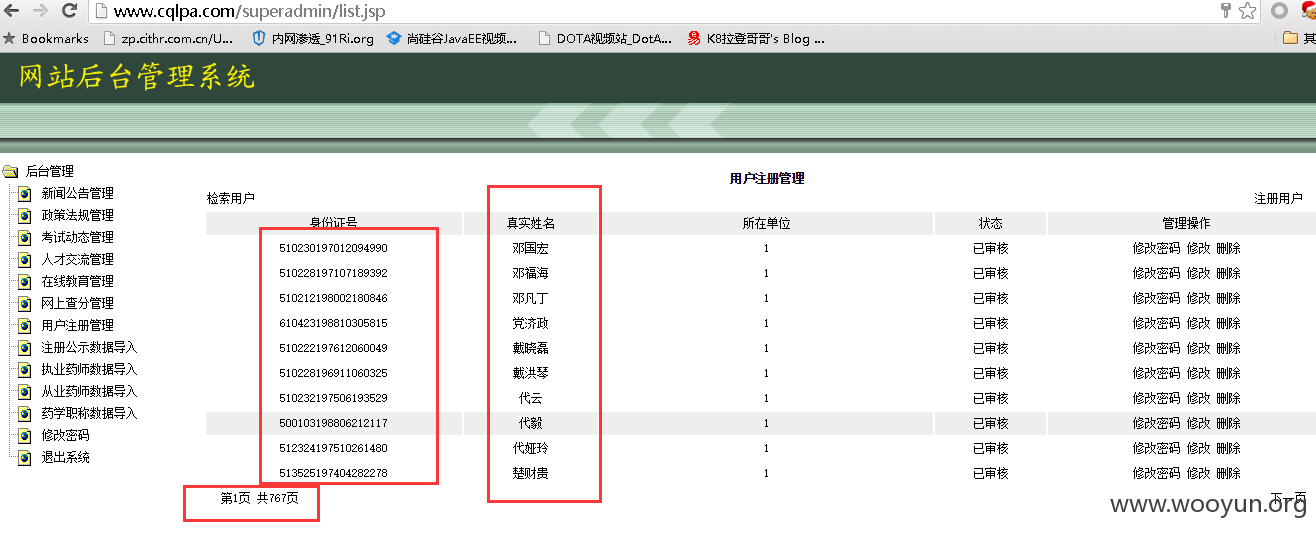 www.cqlpa.com/superadmin/list.jsp
Bookmarks zp.cithr.com.cn/U... 内网渗透_91Ri.org 尚硅谷JavaEE视频... DOTA视频站_DotA... K8拉登哥哥's Blog ... 其
网站后台管理系统
后台管理
新闻公告管理
政策法规管理
考试动态管理
人才交流管理
在线教育管理
网上查分管理
用户注册管理
注册公示数据导入
执业药师数据导入
从业药师数据导入
药学职称数据导入
修改密码
退出系统
用户注册管理
检索用户 注册用户
身份证号 真实姓名 所在单位 状态 管理操作
510230197012094990 邓国宏 1 已审核 修改密码 修改 删除
510228197107189392 邓福海 1 已审核 修改密码 修改 删除
510212198002180846 邓凡丁 1 已审核 修改密码 修改 删除
610423198810305815 党济政 1 已审核 修改密码 修改 删除
510222197612060049 戴晓磊 1 已审核 修改密码 修改 删除
510228196911060325 戴洪琴 1 已审核 修改密码 修改 删除
510232197506193529 代云 1 已审核 修改密码 修改 删除
500103198806212117 代毅 1 已审核 修改密码 修改 删除
512324197510261480 代娅玲 1 已审核 修改密码 修改 删除
513525197404282278 楚财贵 1 已审核 修改密码 修改 删除
第1页 共767页 下一页
www.wooyun.org